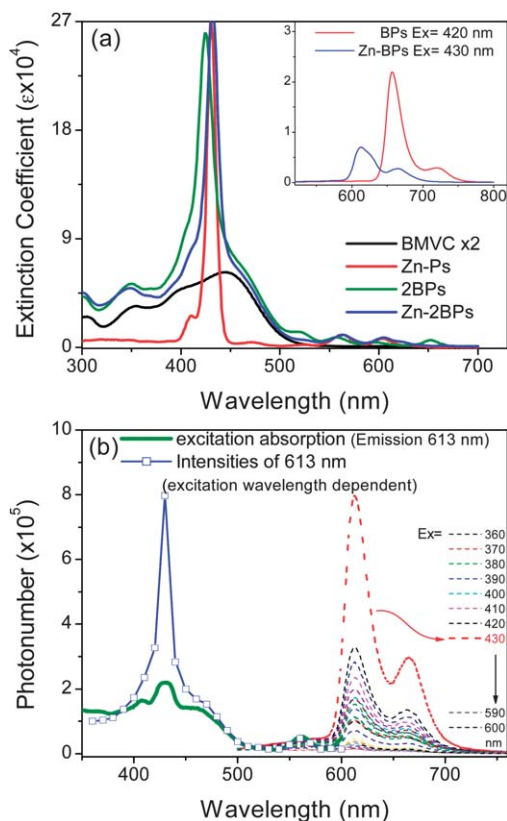 (a)
Extinction Coefficient (εx10⁴)
27
18
9
0
300
400
500
600
700
Wavelength (nm)
BMVC x2
Zn-Ps
2BPs
Zn-2BPs
BPs Ex= 420 nm
Zn-BPs Ex= 430 nm
3
2
1
0
600
700
800
(b)
Photonumber (x10⁵)
10
8
6
4
2
0
400
500
600
700
Wavelength (nm)
excitation absorption (Emission 613 nm)
Intensities of 613 nm
(excitation wavelength dependent)
Ex=
360
370
380
390
400
410
420
430
590
600
nm